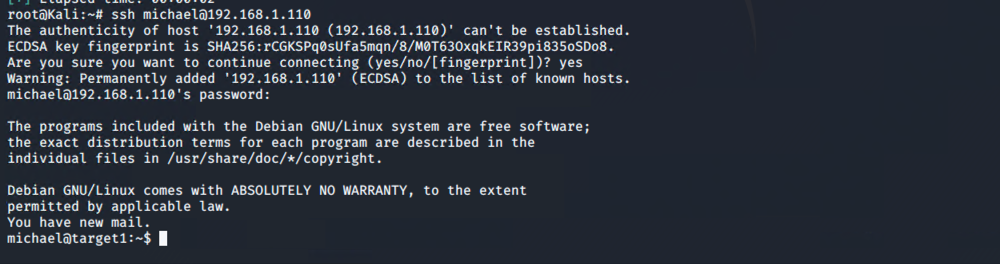 [+] Elapsed time: 00:00:02
root@Kali:~# ssh michael@192.168.1.110
The authenticity of host '192.168.1.110 (192.168.1.110)' can't be established.
ECDSA key fingerprint is SHA256:rCGKSPq0sUfa5mqn/8/M0T63OxqkEIR39pi835oSDo8.
Are you sure you want to continue connecting (yes/no/[fingerprint])? yes
Warning: Permanently added '192.168.1.110' (ECDSA) to the list of known hosts.
michael@192.168.1.110's password:
The programs included with the Debian GNU/Linux system are free software;
the exact distribution terms for each program are described in the
individual files in /usr/share/doc/*/copyright.
Debian GNU/Linux comes with ABSOLUTELY NO WARRANTY, to the extent
permitted by applicable law.
You have new mail.
michael@target1:~$